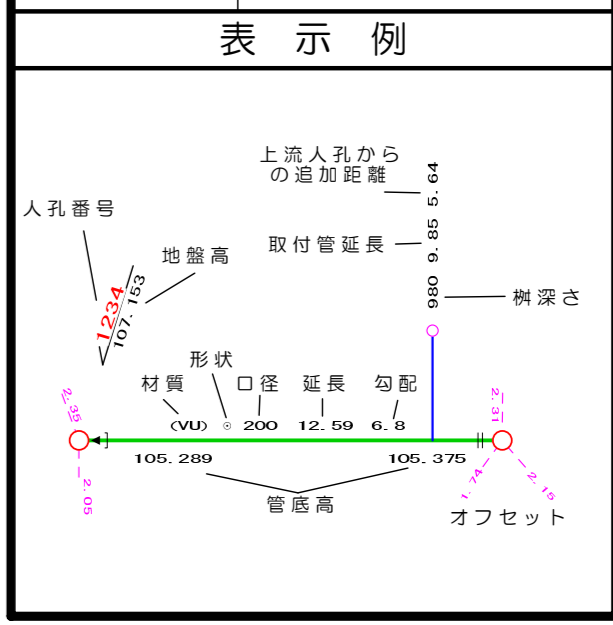 表示例
上流人孔から
の追加距離
5.64
人孔番号
取付管延長
9.85
地盤高
1234
107.153
980
桝深さ
形状
材質
口径
延長
勾配
2.35
2.31
(VU)
200
12.59
6.8
105.289
105.375
2.05
1.74
2.15
管底高
オフセット